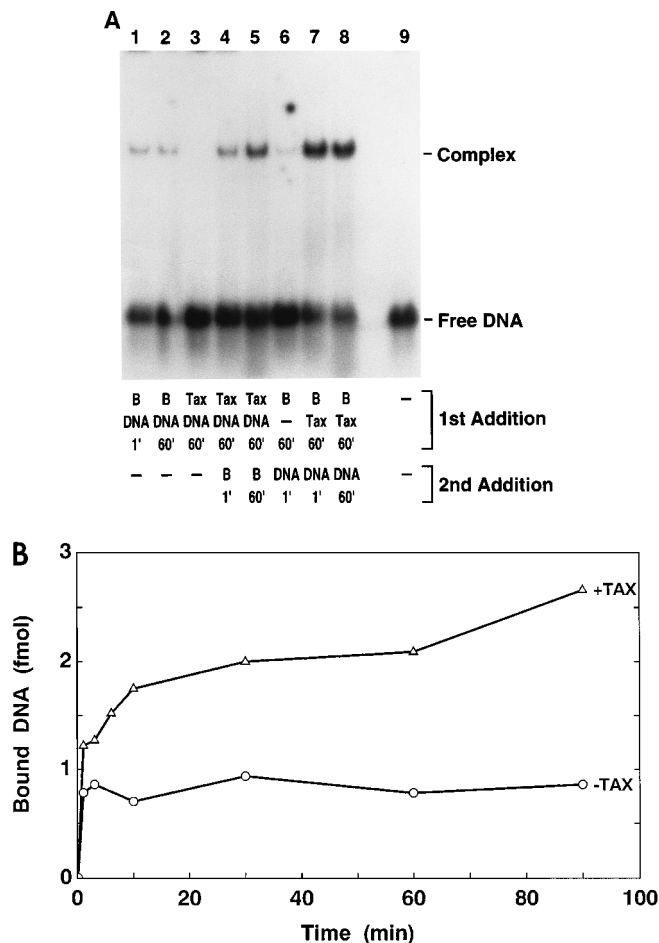 A
1 2 3 4 5 6 7 8 9
Complex
Free DNA
B B Tax Tax Tax B B B –
DNA DNA DNA DNA DNA – Tax Tax
1' 60' 60' 60' 60' 60' 60' 60'
1st Addition
– – – B B DNA DNA DNA –
1' 60' 1' 1' 60'
2nd Addition
B
3
2
1
0
Bound DNA (fmol)
+TAX
-TAX
0 20 40 60 80 100
Time (min)